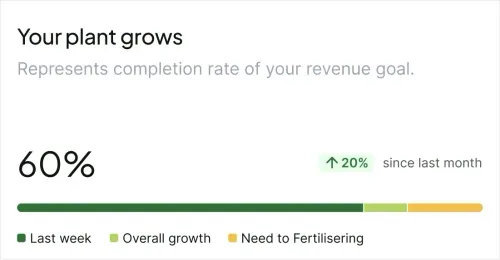 Your plant grows
Represents completion rate of your revenue goal.
60%
↑ 20% since last month
Last week Overall growth Need to Fertilisering